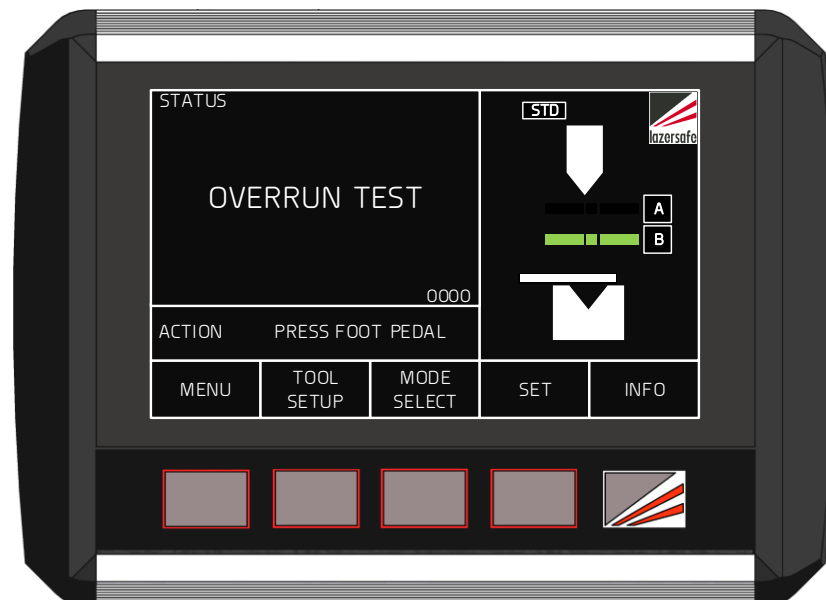 STATUS
OVERRUN TEST
0000
ACTION PRESS FOOT PEDAL
STD
lazersafe
A
B
MENU
TOOL
SETUP
MODE
SELECT
SET
INFO